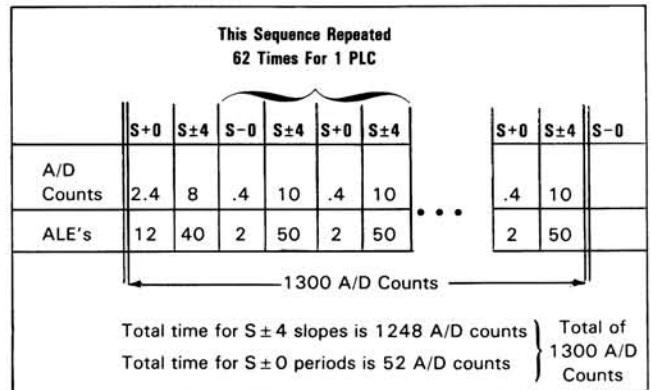 This Sequence Repeated
62 Times For 1 PLC
S+0 S±4 S−0 S±4 S+0 S±4 S+0 S±4 S−0
A/D
Counts 2.4 8 .4 10 .4 10 .4 10
• • •
ALE's 12 40 2 50 2 50 2 50
1300 A/D Counts
Total time for S±4 slopes is 1248 A/D counts
Total time for S±0 periods is 52 A/D counts
Total of
1300 A/D
Counts